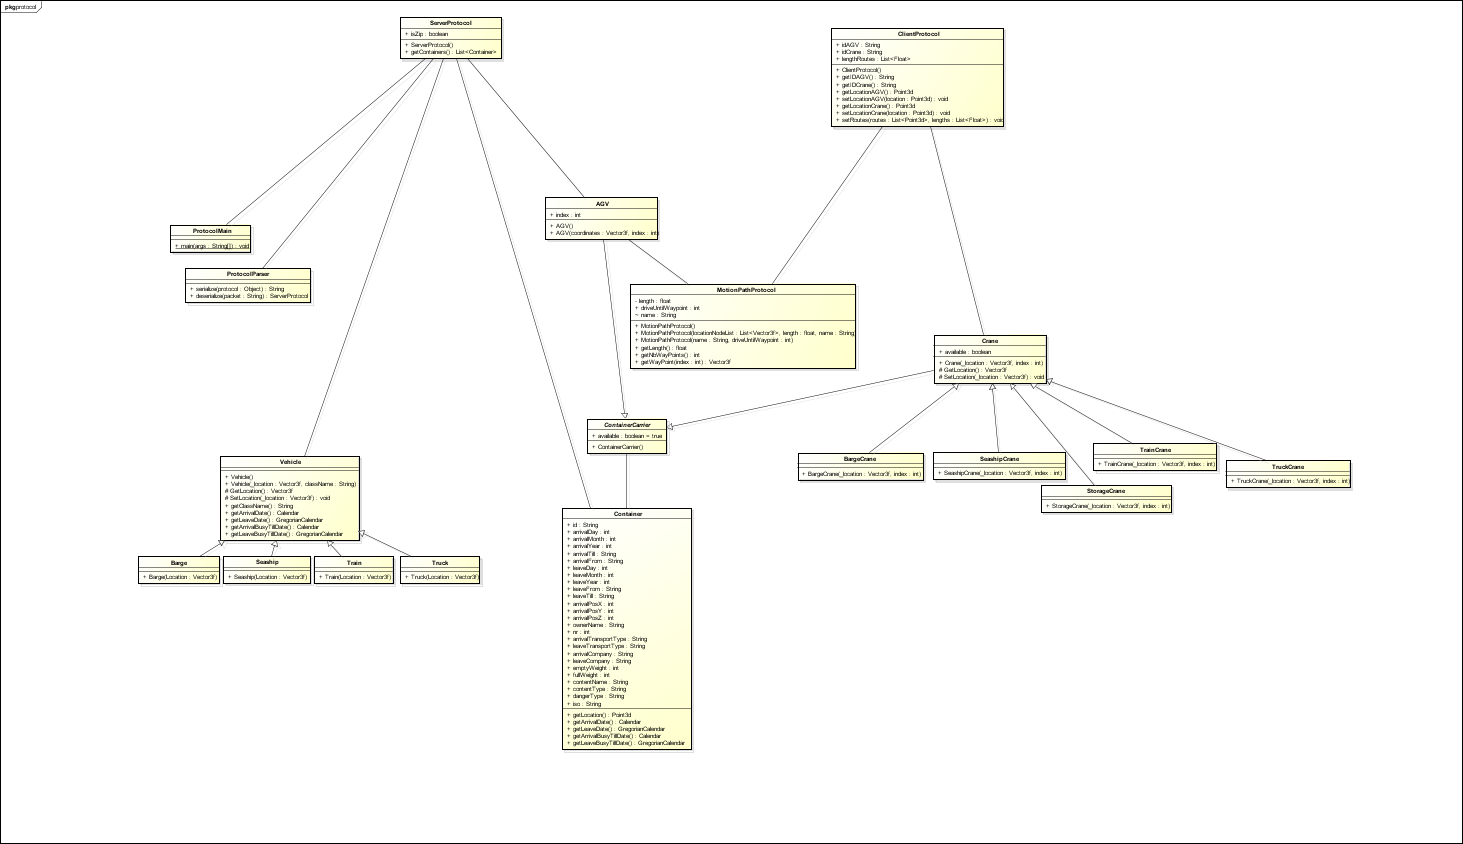 pkg protocol
ServerProtocol
+ isZip : boolean
+ ServerProtocol()
+ getContainers() : List<Container>
ClientProtocol
+ idAGV : String
+ idCrane : String
+ lengthRoutes : List<Float>
+ ClientProtocol()
+ getIDAGV() : String
+ getIDCrane() : String
+ getLocationAGV() : Point3d
+ setLocationAGV(location : Point3d) : void
+ getLocationCrane() : Point3d
+ setLocationCrane(location : Point3d) : void
+ setRoutes(routes : List<Point3d>, lengths : List<Float>) : void
AGV
+ index : int
+ AGV()
+ AGV(coordinates : Vector3f, index : int)
ProtocolMain
+ main(args : String[]) : void
ProtocolParser
+ serialize(protocol : Object) : String
+ deserialize(packet : String) : ServerProtocol
MotionPathProtocol
- length : float
+ driveUntilWaypoint : int
~ name : String
+ MotionPathProtocol()
+ MotionPathProtocol(locationNodeList : List<Vector3f>, length : float, name : String
+ MotionPathProtocol(name : String, driveUntilWaypoint : int)
+ getLength() : float
+ getNbWayPoints() : int
+ getWayPoint(index : int) : Vector3f
Crane
+ available : boolean
+ Crane(_location : Vector3f, index : int)
# GetLocation() : Vector3f
# SetLocation(_location : Vector3f) : void
ContainerCarrier
+ available : boolean = true
+ ContainerCarrier()
BargeCrane
+ BargeCrane(_location : Vector3f, index : int)
SeashipCrane
+ SeashipCrane(_location : Vector3f, index : int)
TrainCrane
+ TrainCrane(_location : Vector3f, index : int)
TruckCrane
+ TruckCrane(_location : Vector3f, index : int)
StorageCrane
+ StorageCrane(_location : Vector3f, index : int)
Vehicle
+ Vehicle()
+ Vehicle(_location : Vector3f, className : String)
# GetLocation() : Vector3f
# SetLocation(_location : Vector3f) : void
+ getClassName() : String
+ getArrivalDate() : Calendar
+ getLeaveDate() : GregorianCalendar
+ getArrivalBusyTillDate() : Calendar
+ getLeaveBusyTillDate() : GregorianCalendar
Barge
+ Barge(Location : Vector3f)
Seaship
+ Seaship(Location : Vector3f)
Train
+ Train(Location : Vector3f)
Truck
+ Truck(Location : Vector3f)
Container
+ id : String
+ arrivalDay : int
+ arrivalMonth : int
+ arrivalYear : int
+ arrivalTill : String
+ arrivalFrom : String
+ leaveDay : int
+ leaveMonth : int
+ leaveYear : int
+ leaveFrom : String
+ leaveTill : String
+ arrivalPosX : int
+ arrivalPosY : int
+ arrivalPosZ : int
+ ownerName : String
+ nr : int
+ arrivalTransportType : String
+ leaveTransportType : String
+ arrivalCompany : String
+ leaveCompany : String
+ emptyWeight : int
+ fullWeight : int
+ contentName : String
+ contentType : String
+ dangerType : String
+ iso : String
+ getLocation() : Point3d
+ getArrivalDate() : Calendar
+ getLeaveDate() : GregorianCalendar
+ getArrivalBusyTillDate() : Calendar
+ getLeaveBusyTillDate() : GregorianCalendar